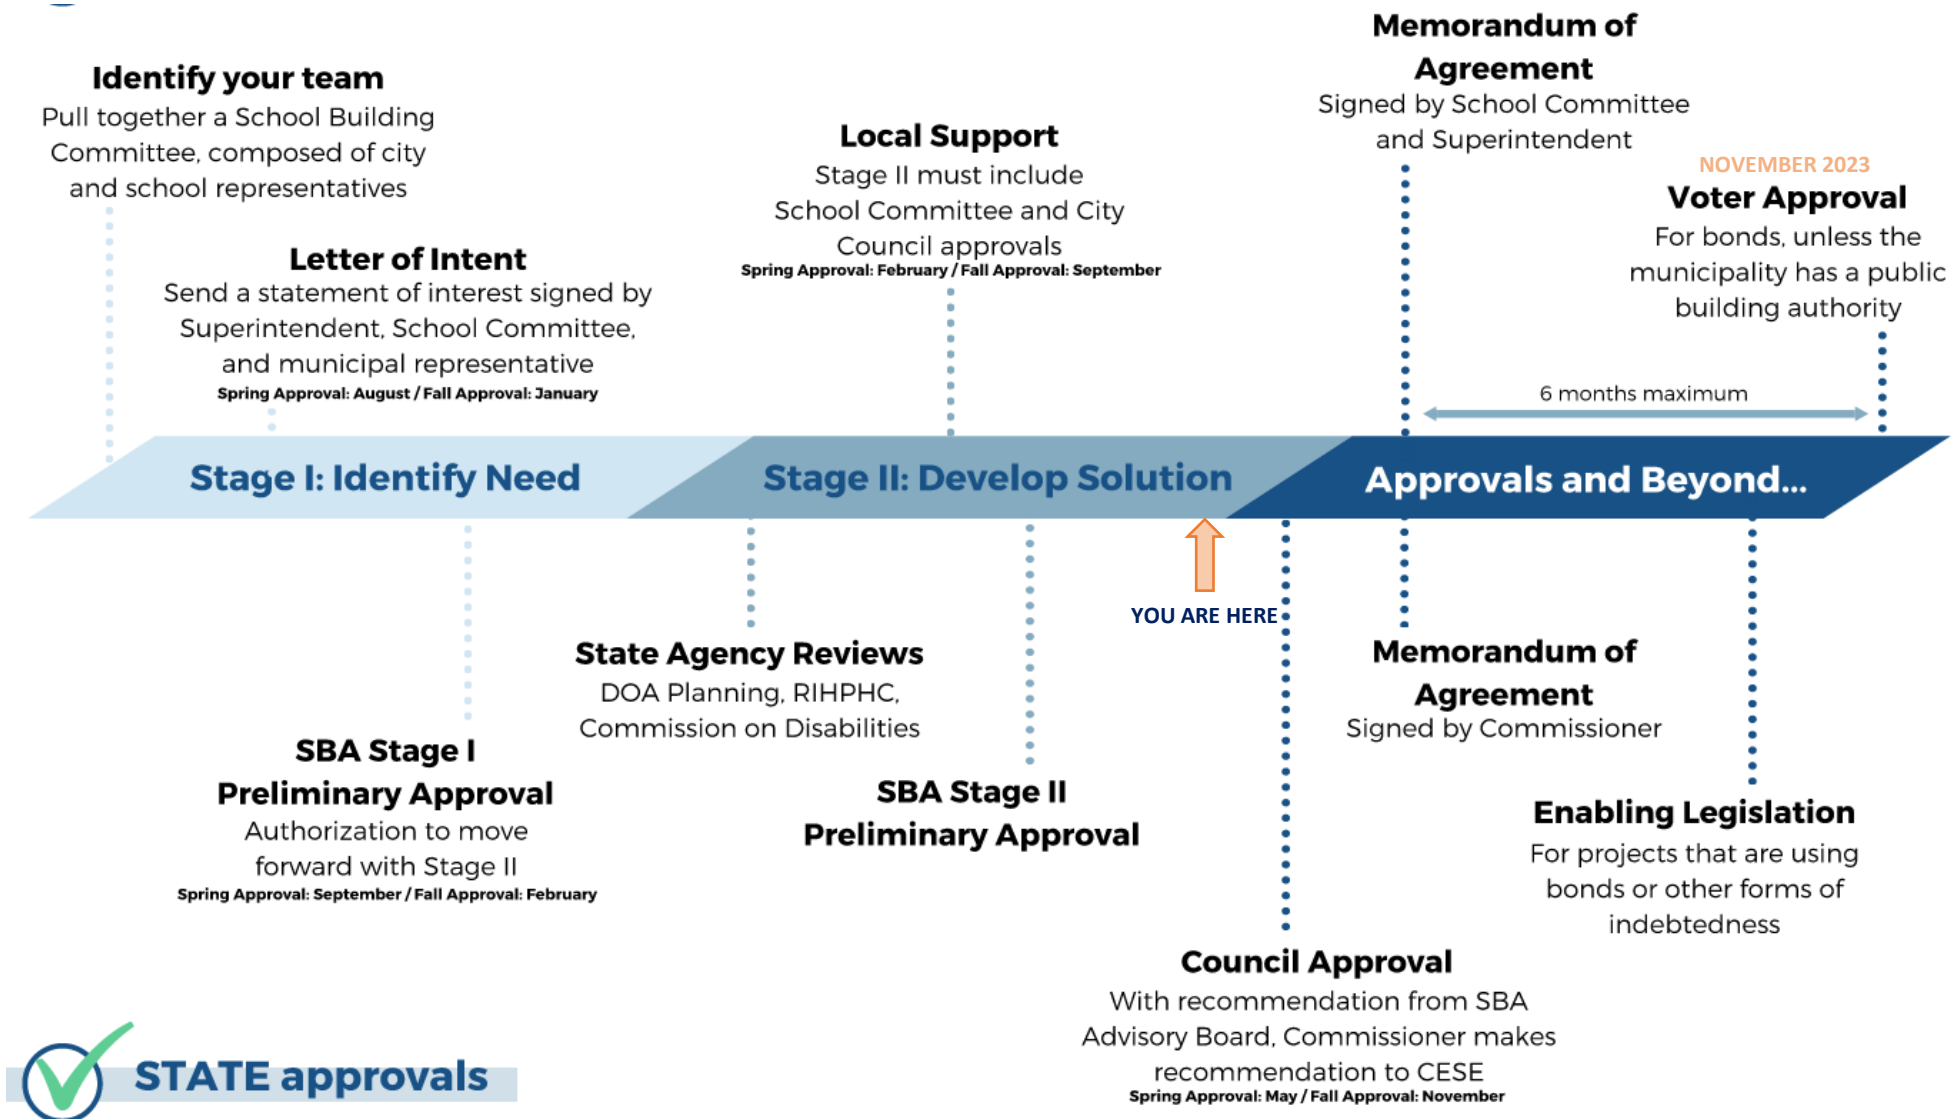 Identify your team
Pull together a School Building
Committee, composed of city
and school representatives
Letter of Intent
Send a statement of interest signed by
Superintendent, School Committee,
and municipal representative
Spring Approval: August / Fall Approval: January
Local Support
Stage II must include
School Committee and City
Council approvals
Spring Approval: February / Fall Approval: September
Memorandum of
Agreement
Signed by School Committee
and Superintendent
NOVEMBER 2023
Voter Approval
For bonds, unless the
municipality has a public
building authority
6 months maximum
Stage I: Identify Need
Stage II: Develop Solution
Approvals and Beyond...
YOU ARE HERE
SBA Stage I
Preliminary Approval
Authorization to move
forward with Stage II
Spring Approval: September / Fall Approval: February
State Agency Reviews
DOA Planning, RIHPHC,
Commission on Disabilities
SBA Stage II
Preliminary Approval
Council Approval
With recommendation from SBA
Advisory Board, Commissioner makes
recommendation to CESE
Spring Approval: May / Fall Approval: November
Memorandum of
Agreement
Signed by Commissioner
Enabling Legislation
For projects that are using
bonds or other forms of
indebtedness
STATE approvals